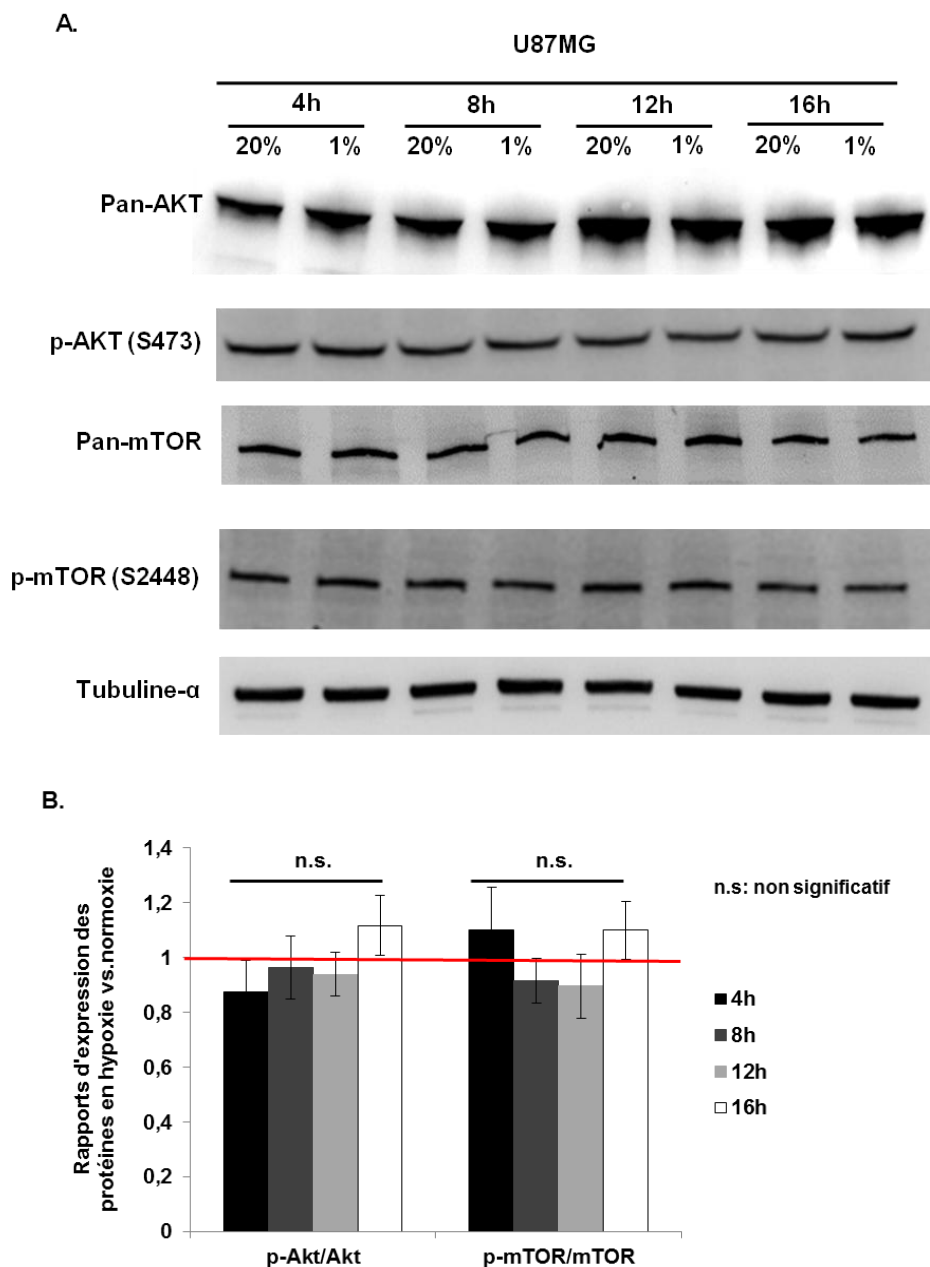 A.
U87MG
4h 8h 12h 16h
20% 1% 20% 1% 20% 1% 20% 1%
Pan-AKT
p-AKT (S473)
Pan-mTOR
p-mTOR (S2448)
Tubuline-α
B.
Rapports d'expression des
protéines en hypoxie vs.normoxie
1,4
1,2
1
0,8
0,6
0,4
0,2
0
n.s. n.s.
p-Akt/Akt p-mTOR/mTOR
n.s: non significatif
4h
8h
12h
16h